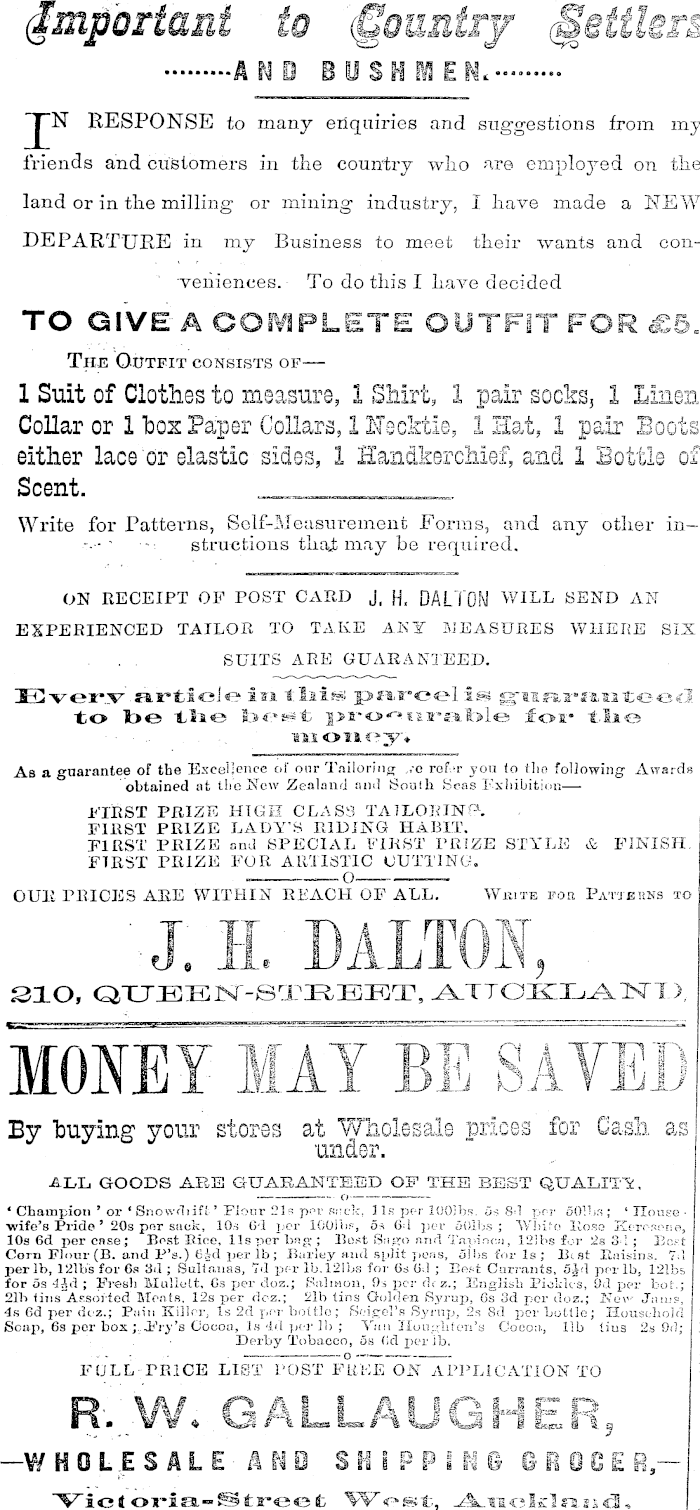 Important to Country Settlers
AND BUSHMEN.
IN RESPONSE to many enquiries and suggestions from my
friends and customers in the country who are employed on the
land or in the milling or mining industry, I have made a NEW
DEPARTURE in my Business to meet their wants and con-
veniences. To do this I have decided
TO GIVE A COMPLETE OUTFIT FOR £5.
THE OUTFIT CONSISTS OF—
1 Suit of Clothes to measure, 1 Shirt, 1 pair socks, 1 Linen
Collar or 1 box Paper Collars, 1 Necktie, 1 Hat, 1 pair Boots
either lace or elastic sides, 1 Handkerchief, and 1 Bottle of
Scent.
Write for Patterns, Self-Measurement Forms, and any other in-
structions that may be required.
ON RECEIPT OF POST CARD J. H. DALTON WILL SEND AN
EXPERIENCED TAILOR TO TAKE ANY MEASURES WHERE SIX
SUITS ARE GUARANTEED.
Every article in this parcel is guaranteed
to be the best procurable for the
money.
As a guarantee of the Excellence of our Tailoring we refer you to the following Awards
obtained at the New Zealand and South Seas Exhibition—
FIRST PRIZE HIGH CLASS TAILORING.
FIRST PRIZE LADY'S RIDING HABIT.
FIRST PRIZE and SPECIAL FIRST PRIZE STYLE & FINISH.
FIRST PRIZE FOR ARTISTIC CUTTING.
OUR PRICES ARE WITHIN REACH OF ALL. WRITE FOR PATTERNS TO
J. H. DALTON,
210, QUEEN-STREET, AUCKLAND,
MONEY MAY BE SAVED
By buying your stores at Wholesale prices for Cash as
under.
ALL GOODS ARE GUARANTEED OF THE BEST QUALITY.
'Champion' or 'Snowdrift' Flour 21s per sack, 11s per 100lbs. 5s 8d per 50lbs; 'House-
wife's Pride' 20s per sack, 10s 6d per 100lbs, 5s 6d per 50lbs; White Rose Kerosene,
10s 6d per case; Best Rice, 11s per bag; Best Sago and Tapioca, 12lbs for 2s 3d; Best
Corn Flour (B. and P's.) 6½d per lb; Barley and split peas, 5lbs for 1s; Best Raisins. 7d
per lb, 12lbs for 6s 3d; Sultanas, 7d per lb. 12lbs for 6s 6d; Best Currants, 5½d per lb, 12lbs
for 5s 4½d; Fresh Mullett, 6s per doz.; Salmon, 9s per doz.; English Pickles, 9d per bot.;
2lb tins Assorted Meats. 12s per doz.; 2lb tins Golden Syrup, 6s 3d per doz.; New Jams,
4s 6d per doz.; Pain Killer, 1s 2d per bottle; Seigel's Syrup, 2s 8d per bottle; Household
Soap, 6s per box; Fry's Cocoa, 1s 4d per lb; Van Houghten's Cocoa, 1lb tins 2s 9d;
Derby Tobacco, 5s 6d per lb.
FULL PRICE LIST POST FREE ON APPLICATION TO
R. W. GALLAUGHER,
—WHOLESALE AND SHIPPING GROCER,—
Victoria-Street West, Auckland,